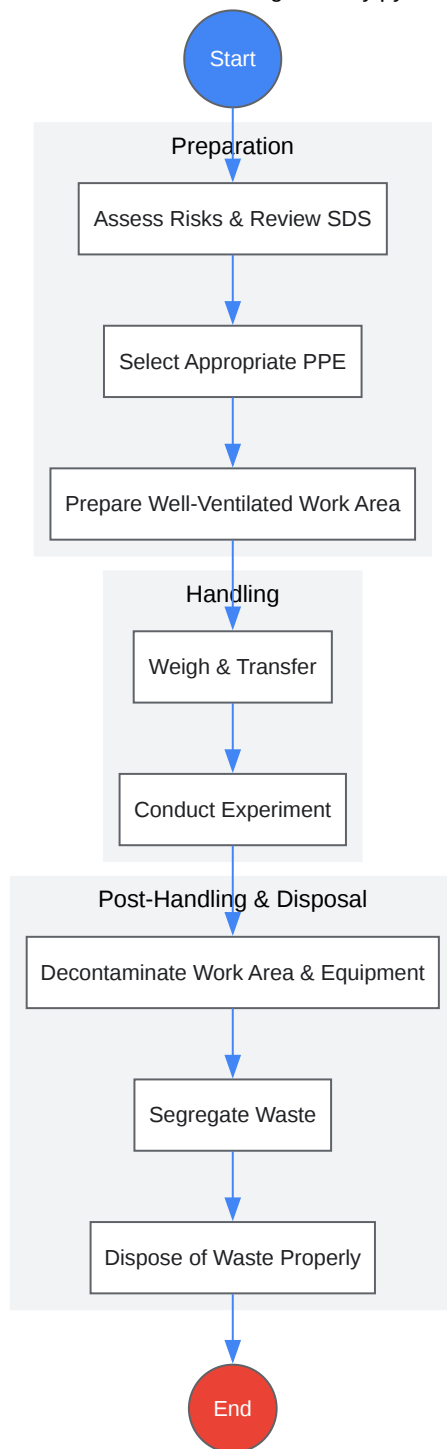 Start
Preparation
Assess Risks & Review SDS
Select Appropriate PPE
Prepare Well-Ventilated Work Area
Handling
Weigh & Transfer
Conduct Experiment
Post-Handling & Disposal
Decontaminate Work Area & Equipment
Segregate Waste
Dispose of Waste Properly
End